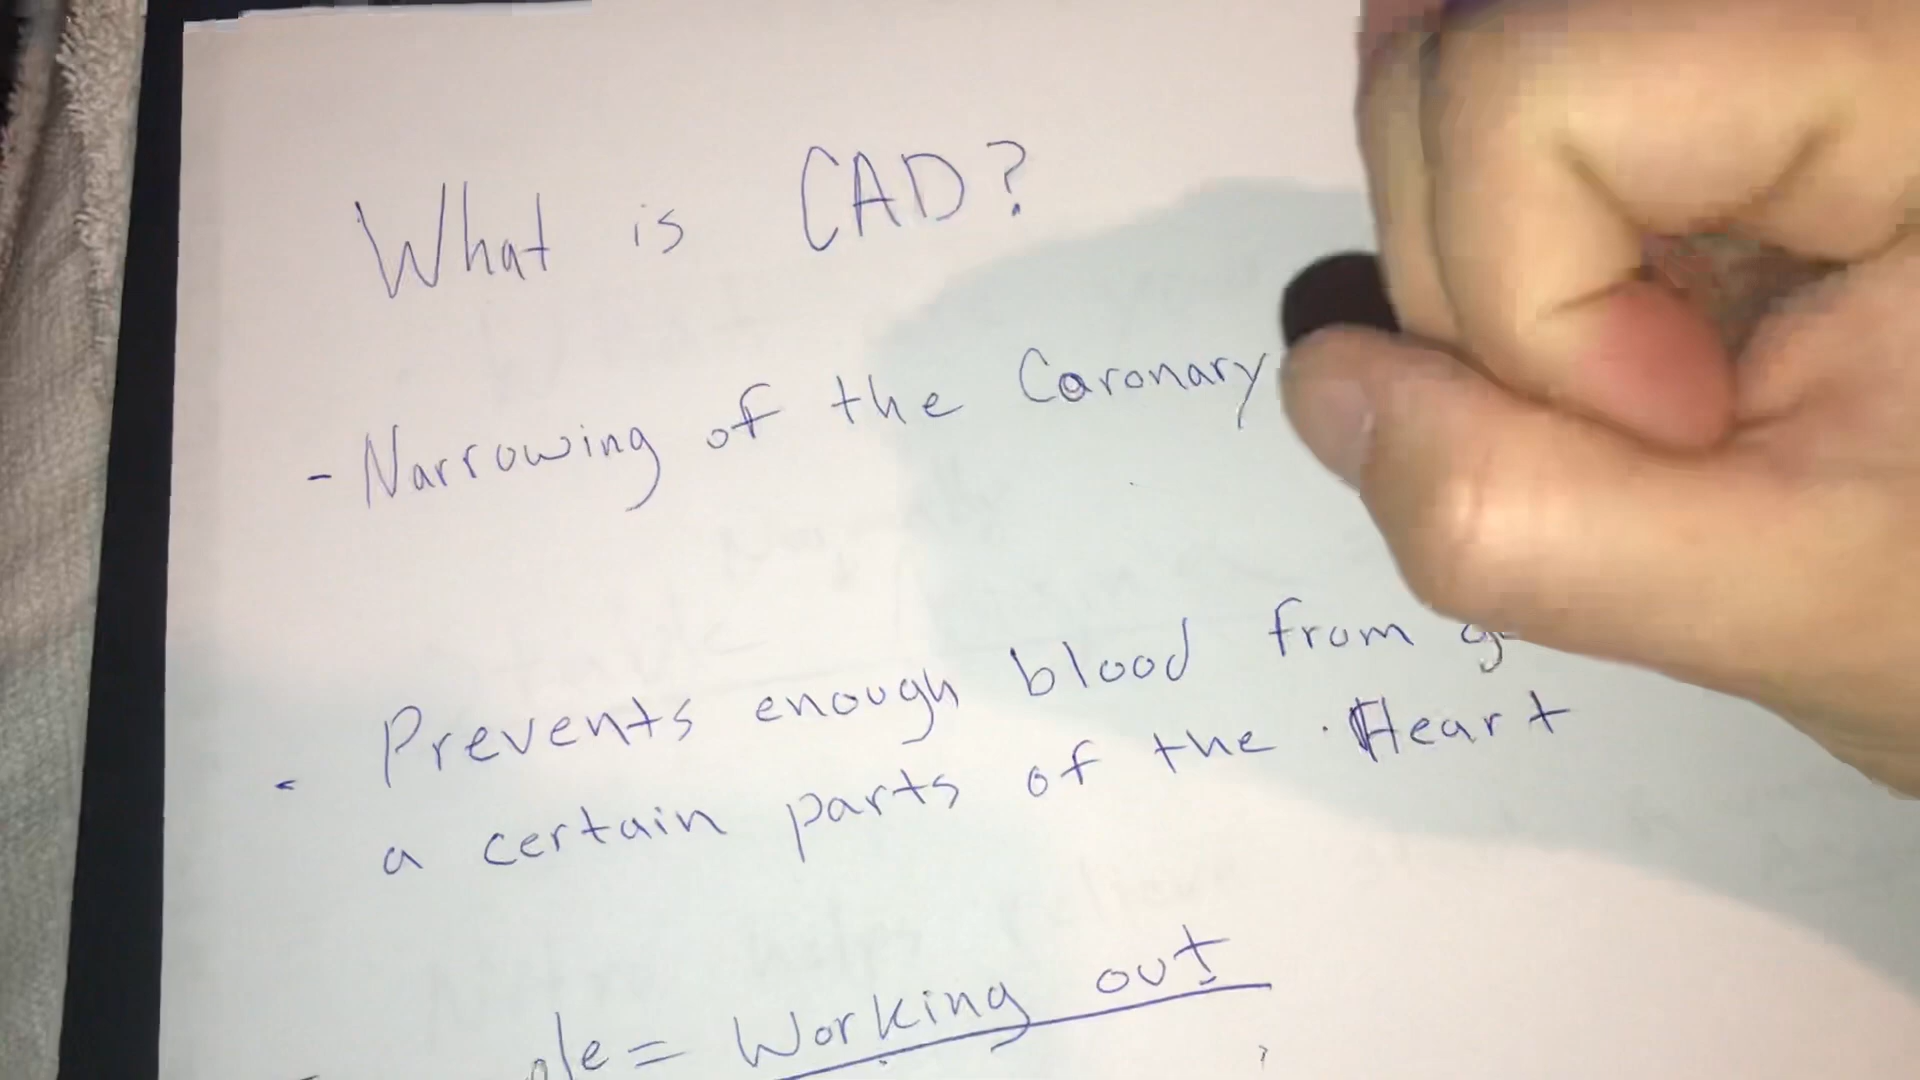 What is CAD?
- Narrowing of the Coronary
- Prevents enough blood from
a certain parts of the Heart
= Working out